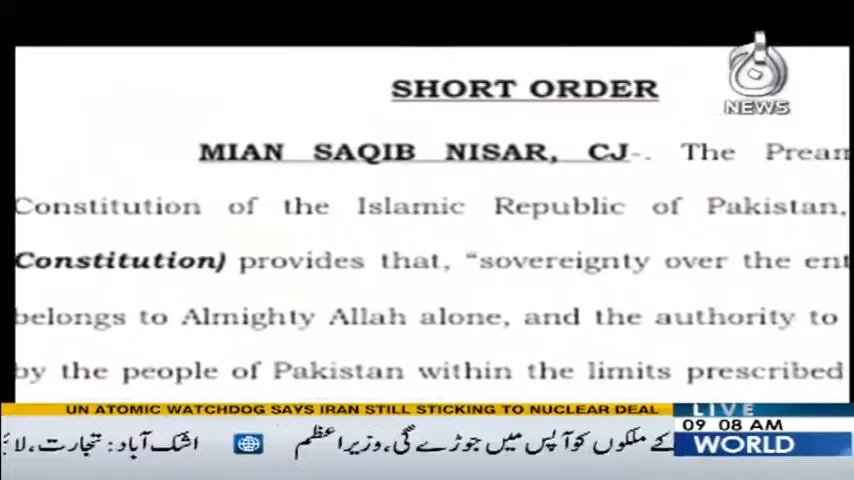 SHORT ORDER
NEWS
MIAN SAQIB NISAR, CJ-. The
Constitution of the Islamic Republic of Pakistan,
Constitution) provides that, “sovereignty over the
belongs to Almighty Allah alone, and the authority to
by the people of Pakistan within the limits prescribed
UN ATOMIC WATCHDOG SAYS IRAN STILL STICKING TO NUCLEAR DEAL
LIVE
09 08 AM
WORLD
کے ملکوں کو آپس میں جوڑے گی، وزیراعظم
اشک آباد: تجارت،